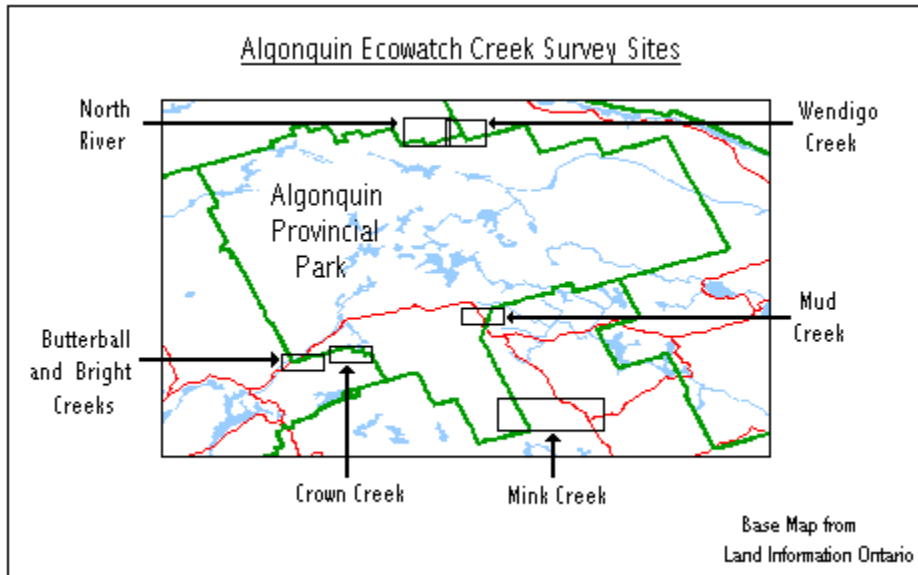 Algonquin Ecowatch Creek Survey Sites
North
River
Wendigo
Creek
Algonquin
Provincial
Park
Mud
Creek
Butterball
and Bright
Creeks
Crown Creek
Mink Creek
Base Map from
Land Information Ontario